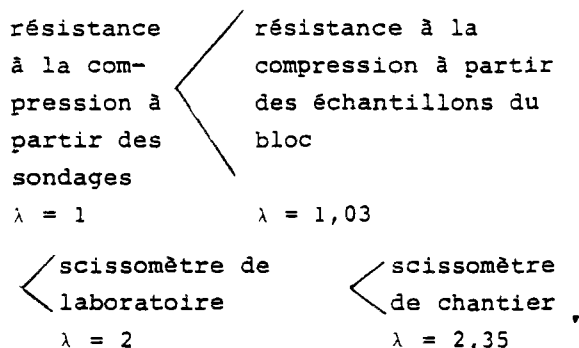 résistance
à la com-
pression à
partir des
sondages
λ = 1
résistance à la
compression à partir
des échantillons du
bloc
λ = 1,03
scissomètre de
laboratoire
λ = 2
scissomètre
de chantier
λ = 2,35